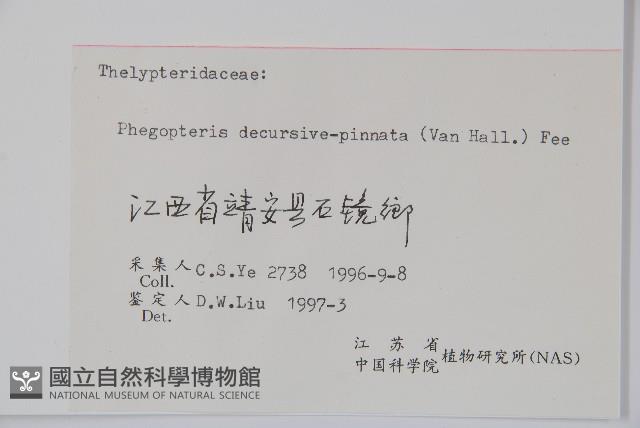 Thelypteridaceae:
Phegopteris decursive-pinnata (Van Hall.) Fee
江西省靖安县石镜鄉
采集人 C.S.Ye 2738 1996-9-8
Coll.
鉴定人 D.W.Liu 1997-3
Det.
江苏省
中国科学院 植物研究所(NAS)
國立自然科學博物館
NATIONAL MUSEUM OF NATURAL SCIENCE